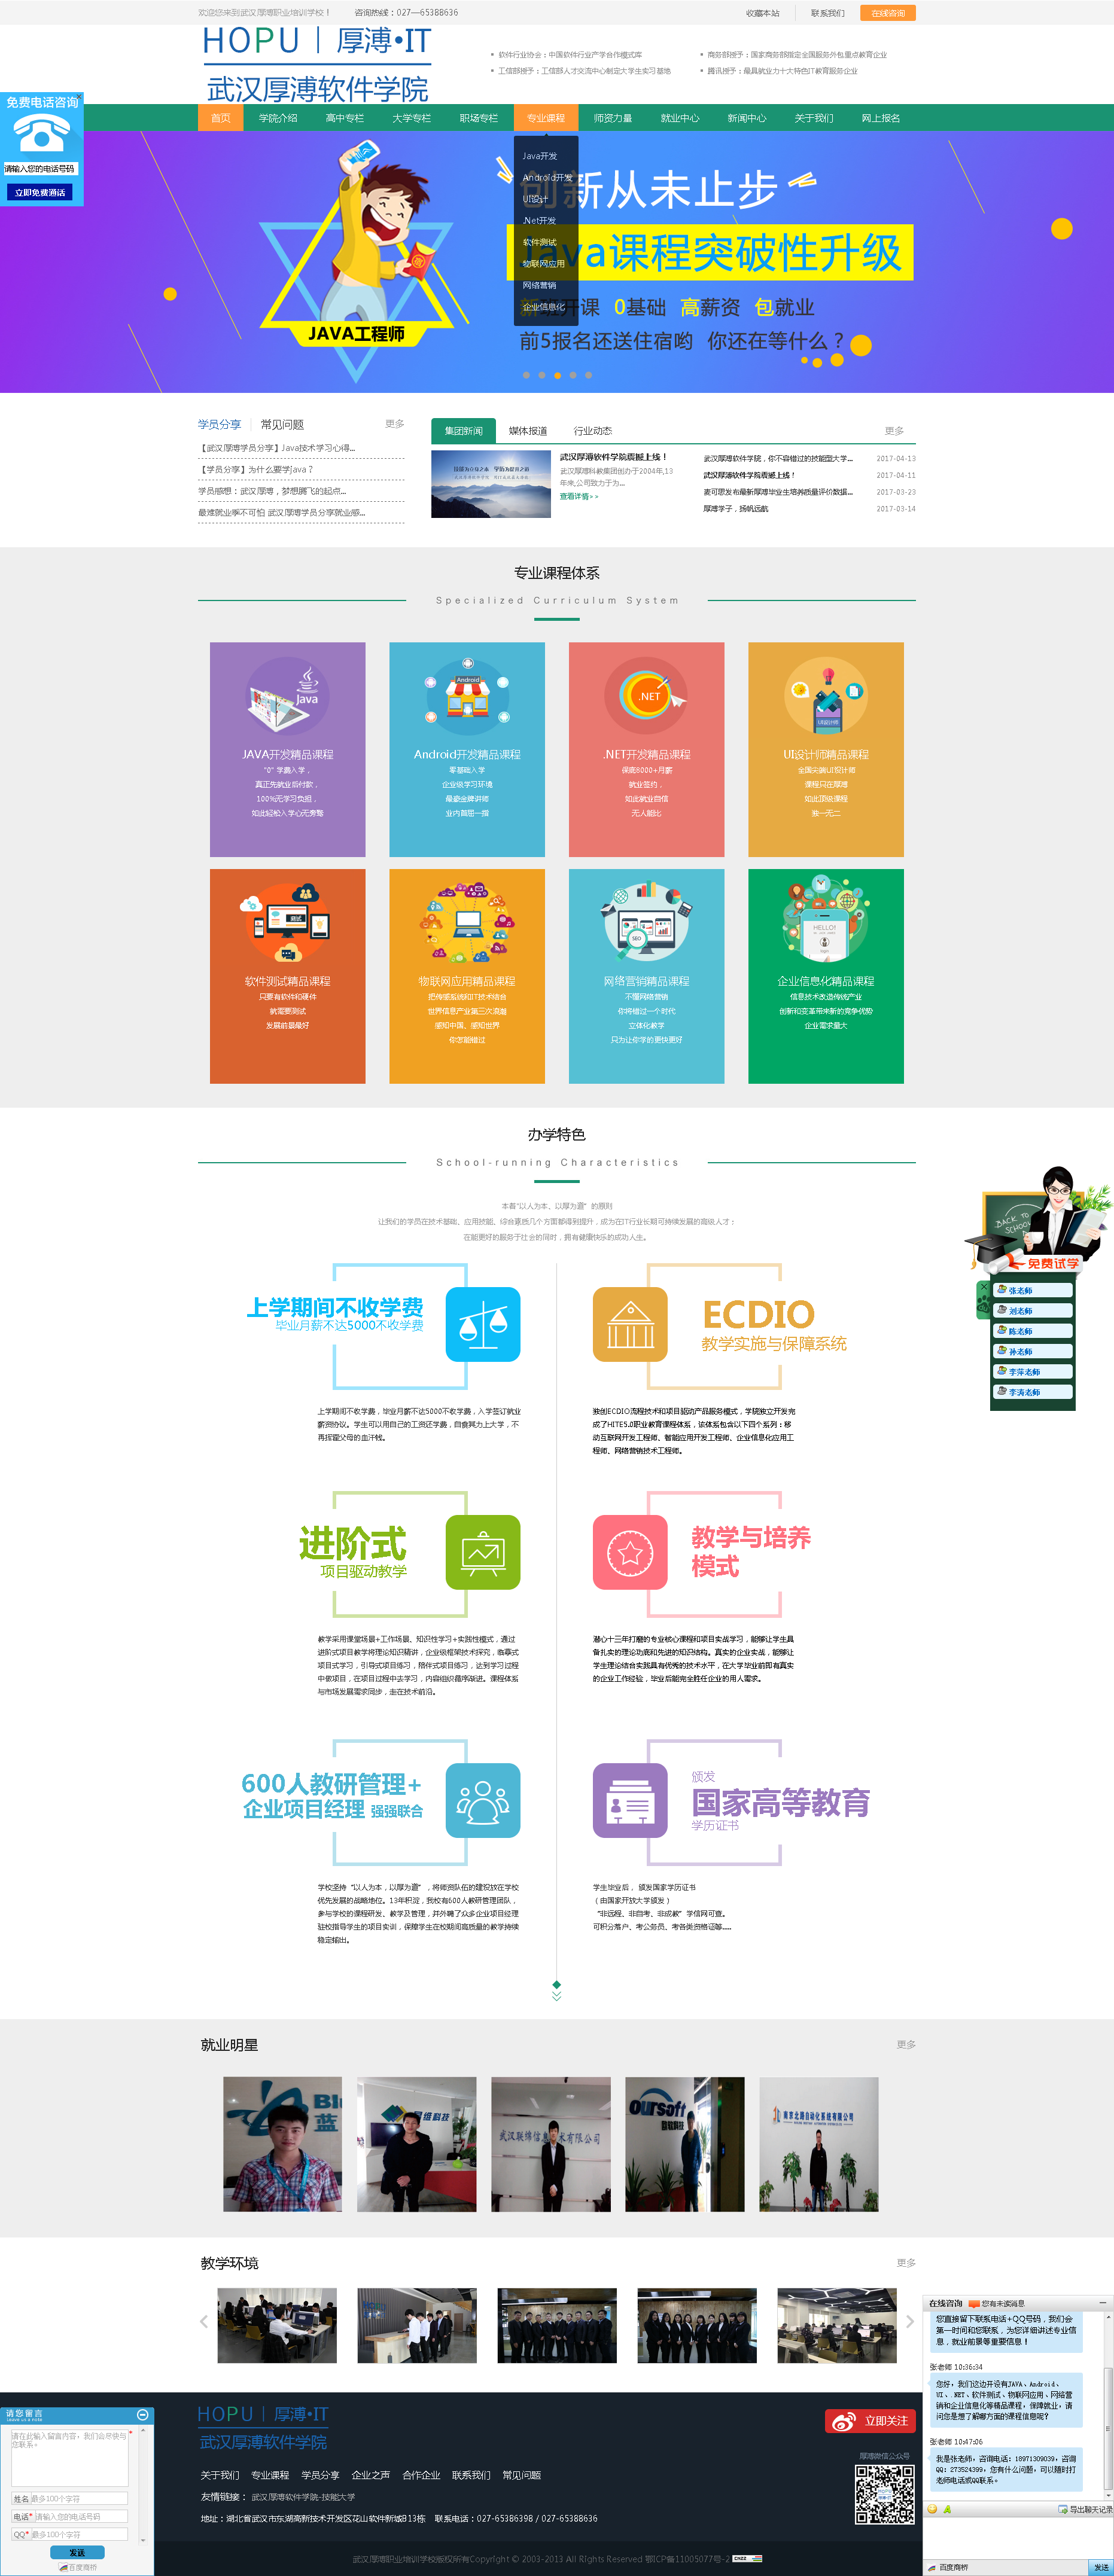 欢迎您来到武汉厚溥职业培训学校！ 咨询热线：027—65388636
收藏本站 联系我们 在线咨询
HOPU 厚溥·IT
武汉厚溥软件学院
软件行业协会：中国软件行业产学合作模式库
商务部授予：国家商务部指定全国服务外包重点教育企业
工信部授予：工信部人才交流中心制定大学生实习基地
腾讯授予：最具就业力十大特色IT教育服务企业
免费电话咨询
请输入您的电话号码
立即免费通话
首页 学院介绍 高中专栏 大学专栏 职场专栏 专业课程 师资力量 就业中心 新闻中心 关于我们 网上报名
Java开发
Android开发
UI设计
.Net开发
软件测试
物联网应用
网络营销
企业信息化
创新从未止步
Java课程突破性升级
新班开课 0基础 高薪资 包就业
前5报名还送住宿哟 你还在等什么？
JAVA工程师
学员分享 常见问题 更多
【武汉厚溥学员分享】Java技术学习心得...
【学员分享】为什么要学java？
学员感想：武汉厚溥，梦想腾飞的起点...
最难就业季不可怕 武汉厚溥学员分享就业感...
集团新闻 媒体报道 行业动态 更多
武汉厚溥软件学院震撼上线！
武汉厚溥科教集团创办于2004年,13
年来,公司致力于为...
查看详情>>
武汉厚溥软件学院，你不容错过的技能型大学... 2017-04-13
武汉厚溥软件学院震撼上线！ 2017-04-11
麦可思发布最新厚溥毕业生培养质量评价数据... 2017-03-23
厚溥学子，扬帆远航 2017-03-14
专业课程体系
Specialized Curriculum System
Java
Android
.NET
UI设计师
JAVA开发精品课程
"0" 学费入学，
真正先就业后付款，
100%无学习负担，
如此轻松入学心无旁骛
Android开发精品课程
零基础入学
企业级学习环境
最鎏金牌讲师
业内首屈一指
.NET开发精品课程
保底8000+月薪
就业签约，
如此就业自信
无人能比
UI设计师精品课程
全国尖端UI设计师
课程只在厚溥
如此顶级课程
独一无二
测试
SEO
HELLO!
login
软件测试精品课程
只要有软件和硬件
就需要测试
发展前景最好
物联网应用精品课程
把传感系统和IT技术结合
世界信息产业第三次浪潮
感知中国、感知世界
你怎能错过
网络营销精品课程
不懂网络营销
你将错过一个时代
立体化教学
只为让你学的更快更好
企业信息化精品课程
信息技术改造传统产业
创新和变革带来新的竞争优势
企业需求量大
办学特色
School-running Characteristics
本着"以人为本、以厚为道" 的原则
让我们的学员在技术基础、应用技能、综合素质几个方面都得到提升，成为在IT行业长期可持续发展的高级人才；
在能更好的服务于社会的同时，拥有健康快乐的成功人生。
BACK TO SCHOOL
免费试学
张老师
刘老师
陈老师
孙老师
李萍老师
李涛老师
上学期间不收学费
毕业月薪不达5000不收学费
上学期间不收学费，毕业月薪不达5000不收学费，入学签订就业
薪资协议。学生可以用自己的工资还学费，自食其力上大学，不
再挥霍父母的血汗钱。
ECDIO
教学实施与保障系统
独创ECDIO流程技术和项目驱动产品服务模式，学院独立开发完
成了HITE5.0职业教育课程体系，该体系包含以下四个系列：移
动互联网开发工程师、智能应用开发工程师、企业信息化应用工
程师、网络营销技术工程师。
进阶式
项目驱动教学
教学采用课堂场景+工作场景、知识性学习+实践性模式，通过
进阶式项目教学将理论知识精讲，企业级框架技术探究，临摹式
项目式学习，引导式项目练习，陪伴式项目练习，达到学习过程
中做项目，在项目过程中去学习，内容组织循序渐进。课程体系
与市场发展需求同步，走在技术前沿。
教学与培养
模式
潜心十三年打磨的专业核心课程和项目实战学习，能够让学生具
备扎实的理论功底和先进的知识结构。真实的企业实战，能够让
学生理论结合实践具有优秀的技术水平，在大学毕业前即有真实
的企业工作经验，毕业后能完全胜任企业的用人需求。
600人教研管理+
企业项目经理 强强联合
学校坚持 "以人为本，以厚为道" ，将师资队伍的建设放在学校
优先发展的战略地位。13年积淀，我校有600人教研管理团队，
参与学校的课程研发、教学及管理，并外聘了众多企业项目经理
驻校指导学生的项目实训，保障学生在校期间高质量的教学持续
稳定输出。
颁发
国家高等教育
学历证书
学生毕业后， 颁发国家学历证书
（由国家开放大学颁发）
"非远程、非自考、非成教" 学信网可查。
可积分落户、考公务员、考各类资格证等.....
就业明星 更多
教学环境 更多
在线咨询 您有未读消息
您直接留下联系电话+QQ号码，我们会
第一时间和您联系，为您详细讲述专业信
息，就业前景等重要信息！
张老师 10:36:34
您好，我们这边开设有JAVA、Android、
UI、.NET、软件测试、物联网应用、网络营
销和企业信息化等精品课程，保障就业，请
问您是想了解哪方面的课程信息呢？
张老师 10:47:06
我是张老师，咨询电话：18971309039，咨询
QQ：273524399，您有什么问题，可以随时打
老师电话或QQ联系。
导出聊天记录
百度商桥 发送
请您留言
请在此输入留言内容，我们会尽快与
您联系。
姓名 最多100个字符
电话* 请输入您的电话号码
QQ* 最多100个字符
发送
百度商桥
HOPU 厚溥·IT
武汉厚溥软件学院
立即关注
厚溥微信公众号
关于我们 专业课程 学员分享 企业之声 合作企业 联系我们 常见问题
友情链接： 武汉厚溥软件学院-技能大学
地址：湖北省武汉市东湖高新技术开发区花山软件新城B13栋 联系电话：027-65386398 / 027-65388636
武汉厚溥职业培训学校版权所有Copyright © 2003-2013 All Rights Reserved 鄂ICP备11005077号-2 CNZZ